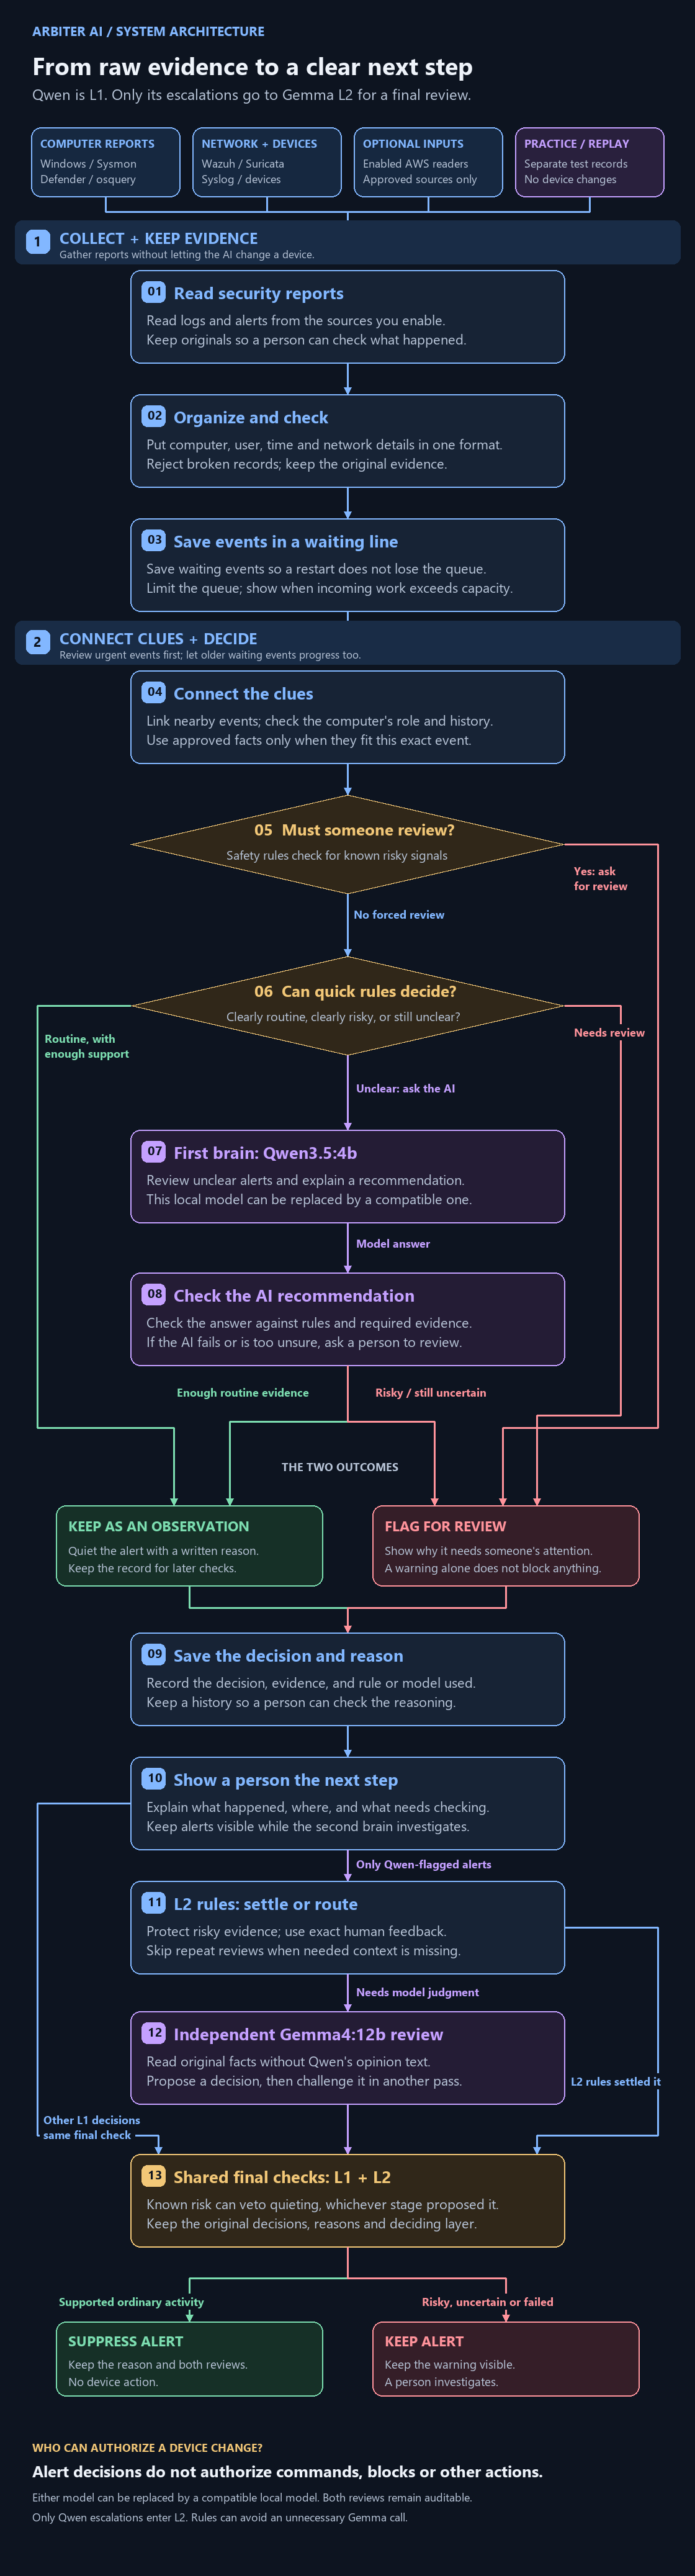 ARBITER AI / SYSTEM ARCHITECTURE
From raw evidence to a clear next step
Qwen is L1. Only its escalations go to Gemma L2 for a final review.
COMPUTER REPORTS
Windows / Sysmon
Defender / osquery
NETWORK + DEVICES
Wazuh / Suricata
Syslog / devices
OPTIONAL INPUTS
Enabled AWS readers
Approved sources only
PRACTICE / REPLAY
Separate test records
No device changes
1 COLLECT + KEEP EVIDENCE
Gather reports without letting the AI change a device.
01 Read security reports
Read logs and alerts from the sources you enable.
Keep originals so a person can check what happened.
02 Organize and check
Put computer, user, time and network details in one format.
Reject broken records; keep the original evidence.
03 Save events in a waiting line
Save waiting events so a restart does not lose the queue.
Limit the queue; show when incoming work exceeds capacity.
2 CONNECT CLUES + DECIDE
Review urgent events first; let older waiting events progress too.
04 Connect the clues
Link nearby events; check the computer's role and history.
Use approved facts only when they fit this exact event.
05 Must someone review?
Safety rules check for known risky signals
Yes: ask
for review
No forced review
06 Can quick rules decide?
Clearly routine, clearly risky, or still unclear?
Routine, with
enough support
Needs review
Unclear: ask the AI
07 First brain: Qwen3.5:4b
Review unclear alerts and explain a recommendation.
This local model can be replaced by a compatible one.
Model answer
08 Check the AI recommendation
Check the answer against rules and required evidence.
If the AI fails or is too unsure, ask a person to review.
Enough routine evidence
Risky / still uncertain
THE TWO OUTCOMES
KEEP AS AN OBSERVATION
Quiet the alert with a written reason.
Keep the record for later checks.
FLAG FOR REVIEW
Show why it needs someone's attention.
A warning alone does not block anything.
09 Save the decision and reason
Record the decision, evidence, and rule or model used.
Keep a history so a person can check the reasoning.
10 Show a person the next step
Explain what happened, where, and what needs checking.
Keep alerts visible while the second brain investigates.
Only Qwen-flagged alerts
11 L2 rules: settle or route
Protect risky evidence; use exact human feedback.
Skip repeat reviews when needed context is missing.
Needs model judgment
12 Independent Gemma4:12b review
Read original facts without Qwen's opinion text.
Propose a decision, then challenge it in another pass.
L2 rules settled it
Other L1 decisions
same final check
13 Shared final checks: L1 + L2
Known risk can veto quieting, whichever stage proposed it.
Keep the original decisions, reasons and deciding layer.
Supported ordinary activity
Risky, uncertain or failed
SUPPRESS ALERT
Keep the reason and both reviews.
No device action.
KEEP ALERT
Keep the warning visible.
A person investigates.
WHO CAN AUTHORIZE A DEVICE CHANGE?
Alert decisions do not authorize commands, blocks or other actions.
Either model can be replaced by a compatible local model. Both reviews remain auditable.
Only Qwen escalations enter L2. Rules can avoid an unnecessary Gemma call.